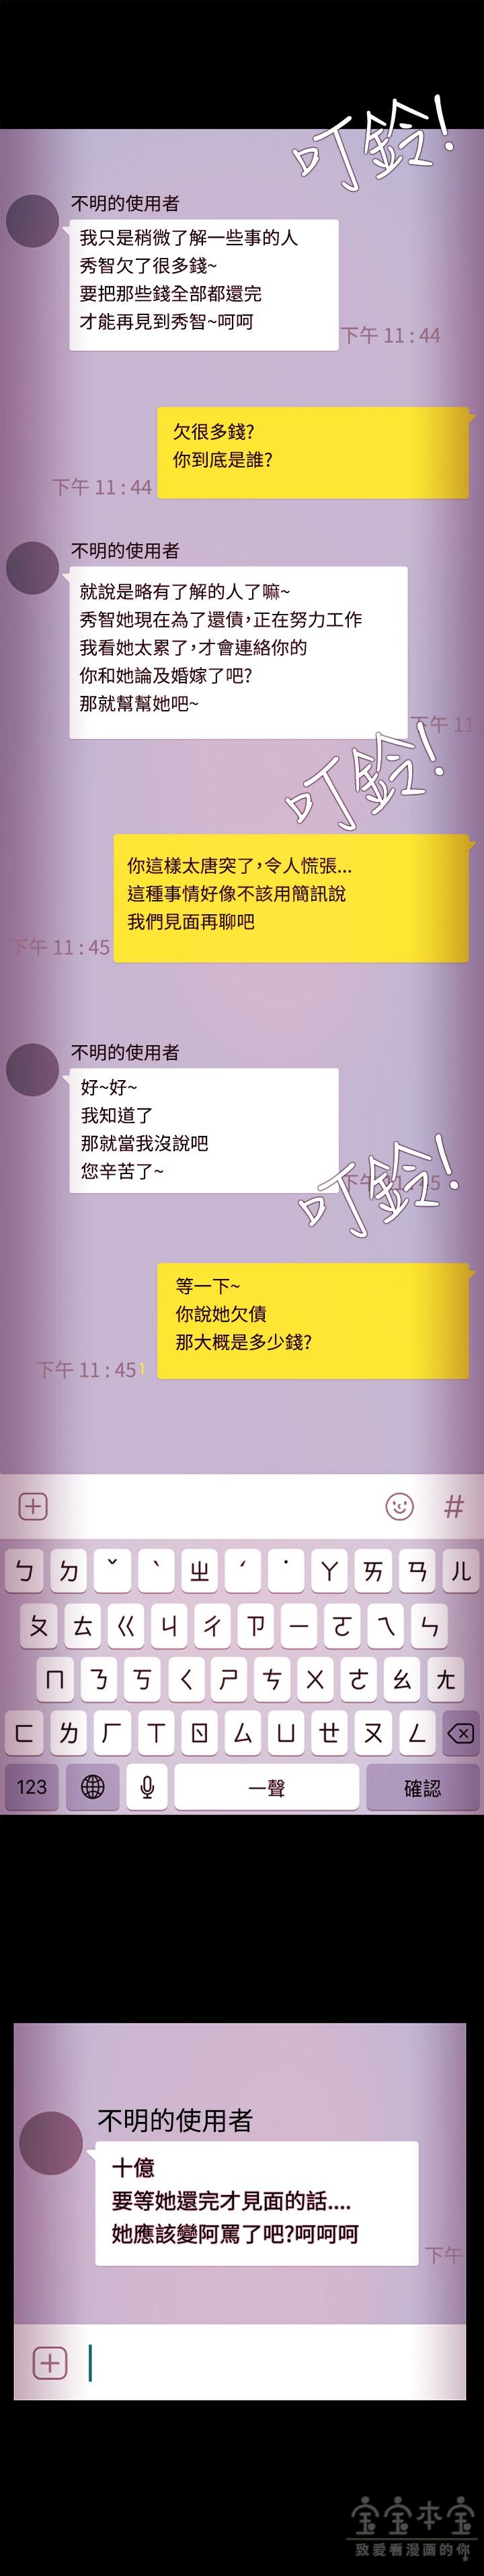 叮鈴!
不明的使用者
我只是稍微了解一些事的人
秀智欠了很多錢~
要把那些錢全部都還完
才能再見到秀智~呵呵
下午 11 : 44
欠很多錢?
你到底是誰?
下午 11 : 44
不明的使用者
就說是略有了解的人了嘛~
秀智她現在為了還債,正在努力工作
我看她太累了,才會連絡你的
你和她論及婚嫁了吧?
那就幫幫她吧~
下午 11 :
叮鈴!
你這樣太唐突了,令人慌張...
這種事情好像不該用簡訊說
我們見面再聊吧
下午 11 : 45
不明的使用者
好~好~
我知道了
那就當我沒說吧
您辛苦了~
下午 11 : 45
叮鈴!
等一下~
你說她欠債
那大概是多少錢?
下午 11 : 45 1
#
ㄅ ㄉ ˇ ˋ ㄓ ˊ ˙ ㄚ ㄞ ㄢ ㄦ
ㄆ ㄊ ㄍ ㄐ ㄔ ㄗ ㄧ ㄛ ㄟ ㄣ
ㄇ ㄋ ㄎ ㄑ ㄕ ㄘ ㄨ ㄜ ㄠ ㄤ
ㄈ ㄌ ㄏ ㄒ ㄖ ㄙ ㄩ ㄝ ㄡ ㄥ
123 一聲 確認
不明的使用者
十億
要等她還完才見面的話....
她應該變阿罵了吧?呵呵呵
下午
宝宝本宝
致爱看漫画的你